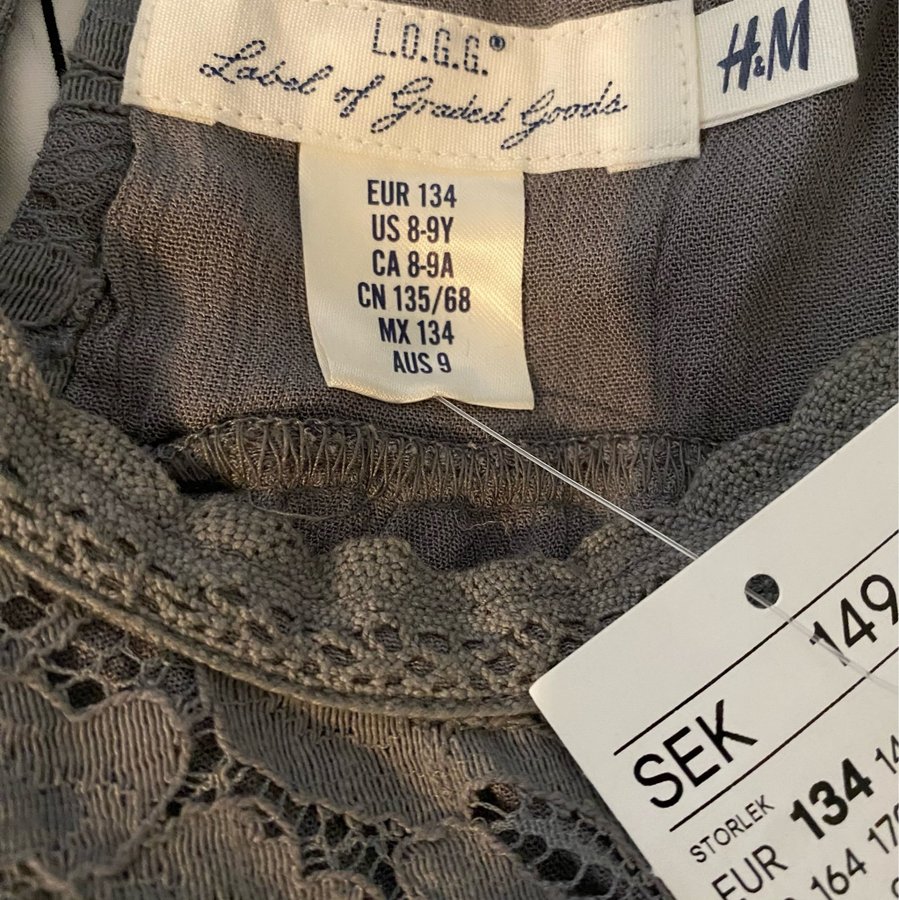 L.O.G.G.®
Label of Graded Goods
H&M
EUR 134
US 8-9Y
CA 8-9A
CN 135/68
MX 134
AUS 9
SEK 149
STORLEK
EUR 134
164